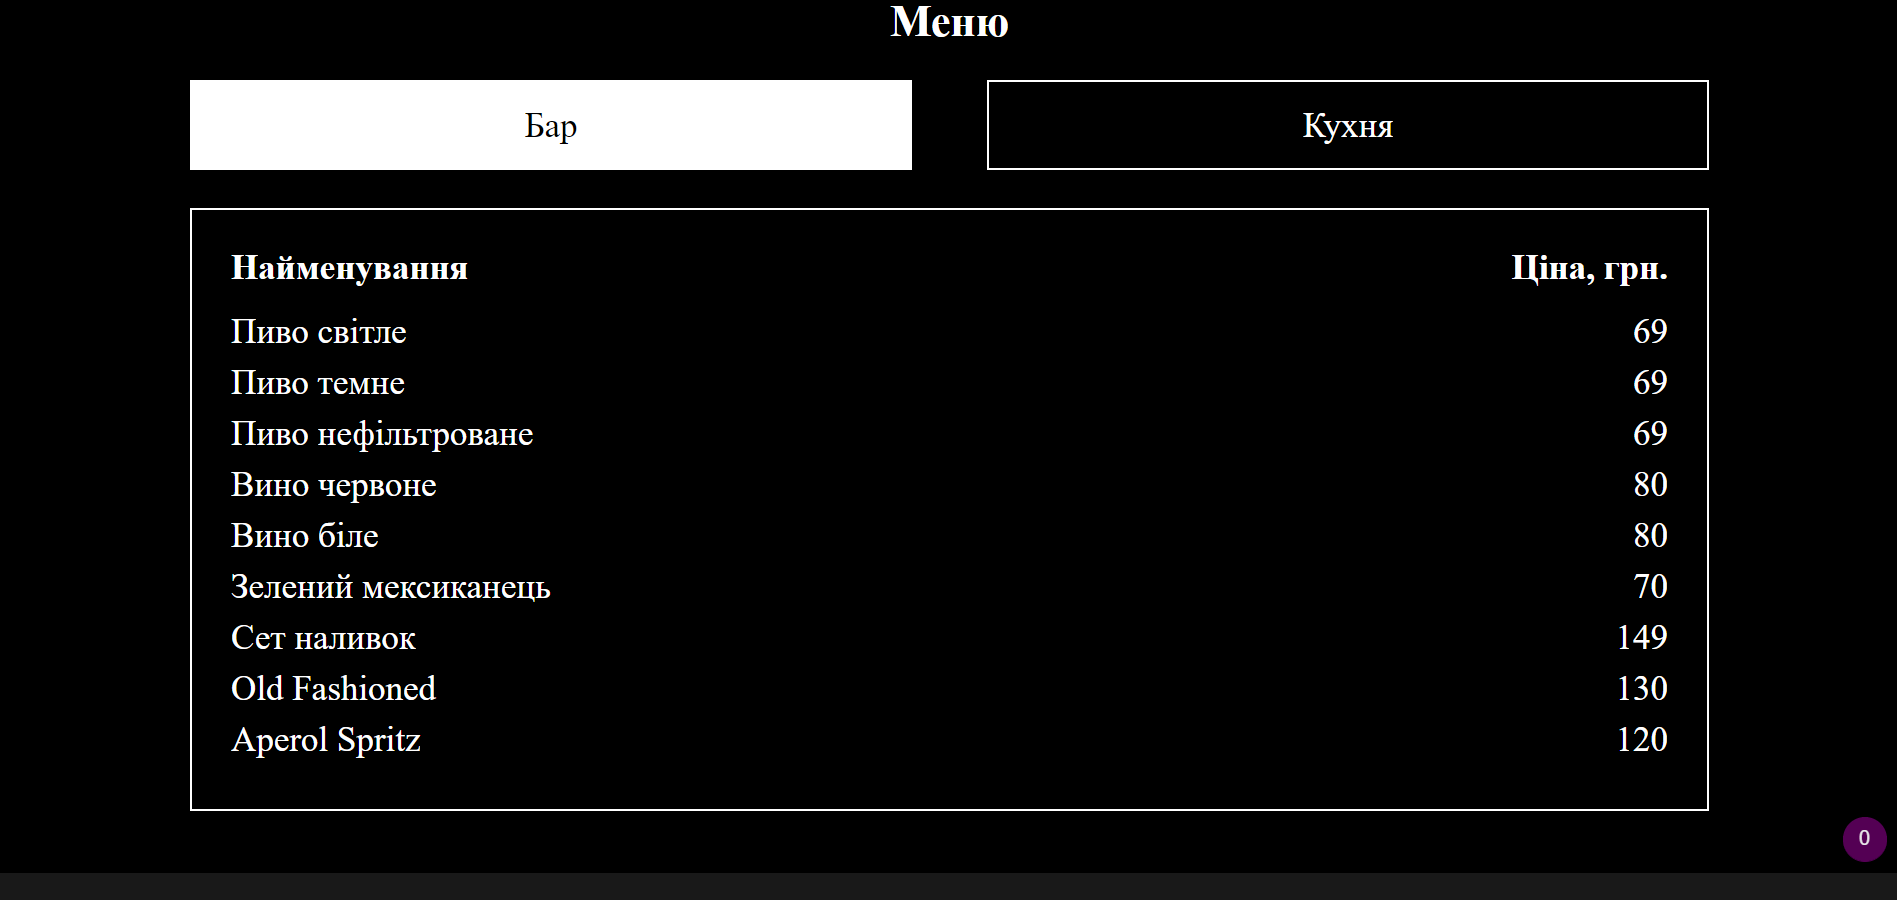 Меню
Бар Кухня
Найменування Ціна, грн.
Пиво світле 69
Пиво темне 69
Пиво нефільтроване 69
Вино червоне 80
Вино біле 80
Зелений мексиканець 70
Сет наливок 149
Old Fashioned 130
Aperol Spritz 120
0